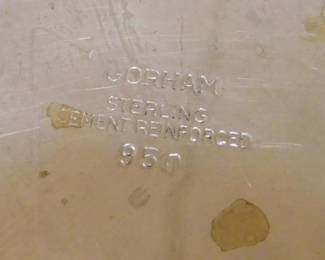 GORHAM
STERLING
CEMENT REINFORCED
950